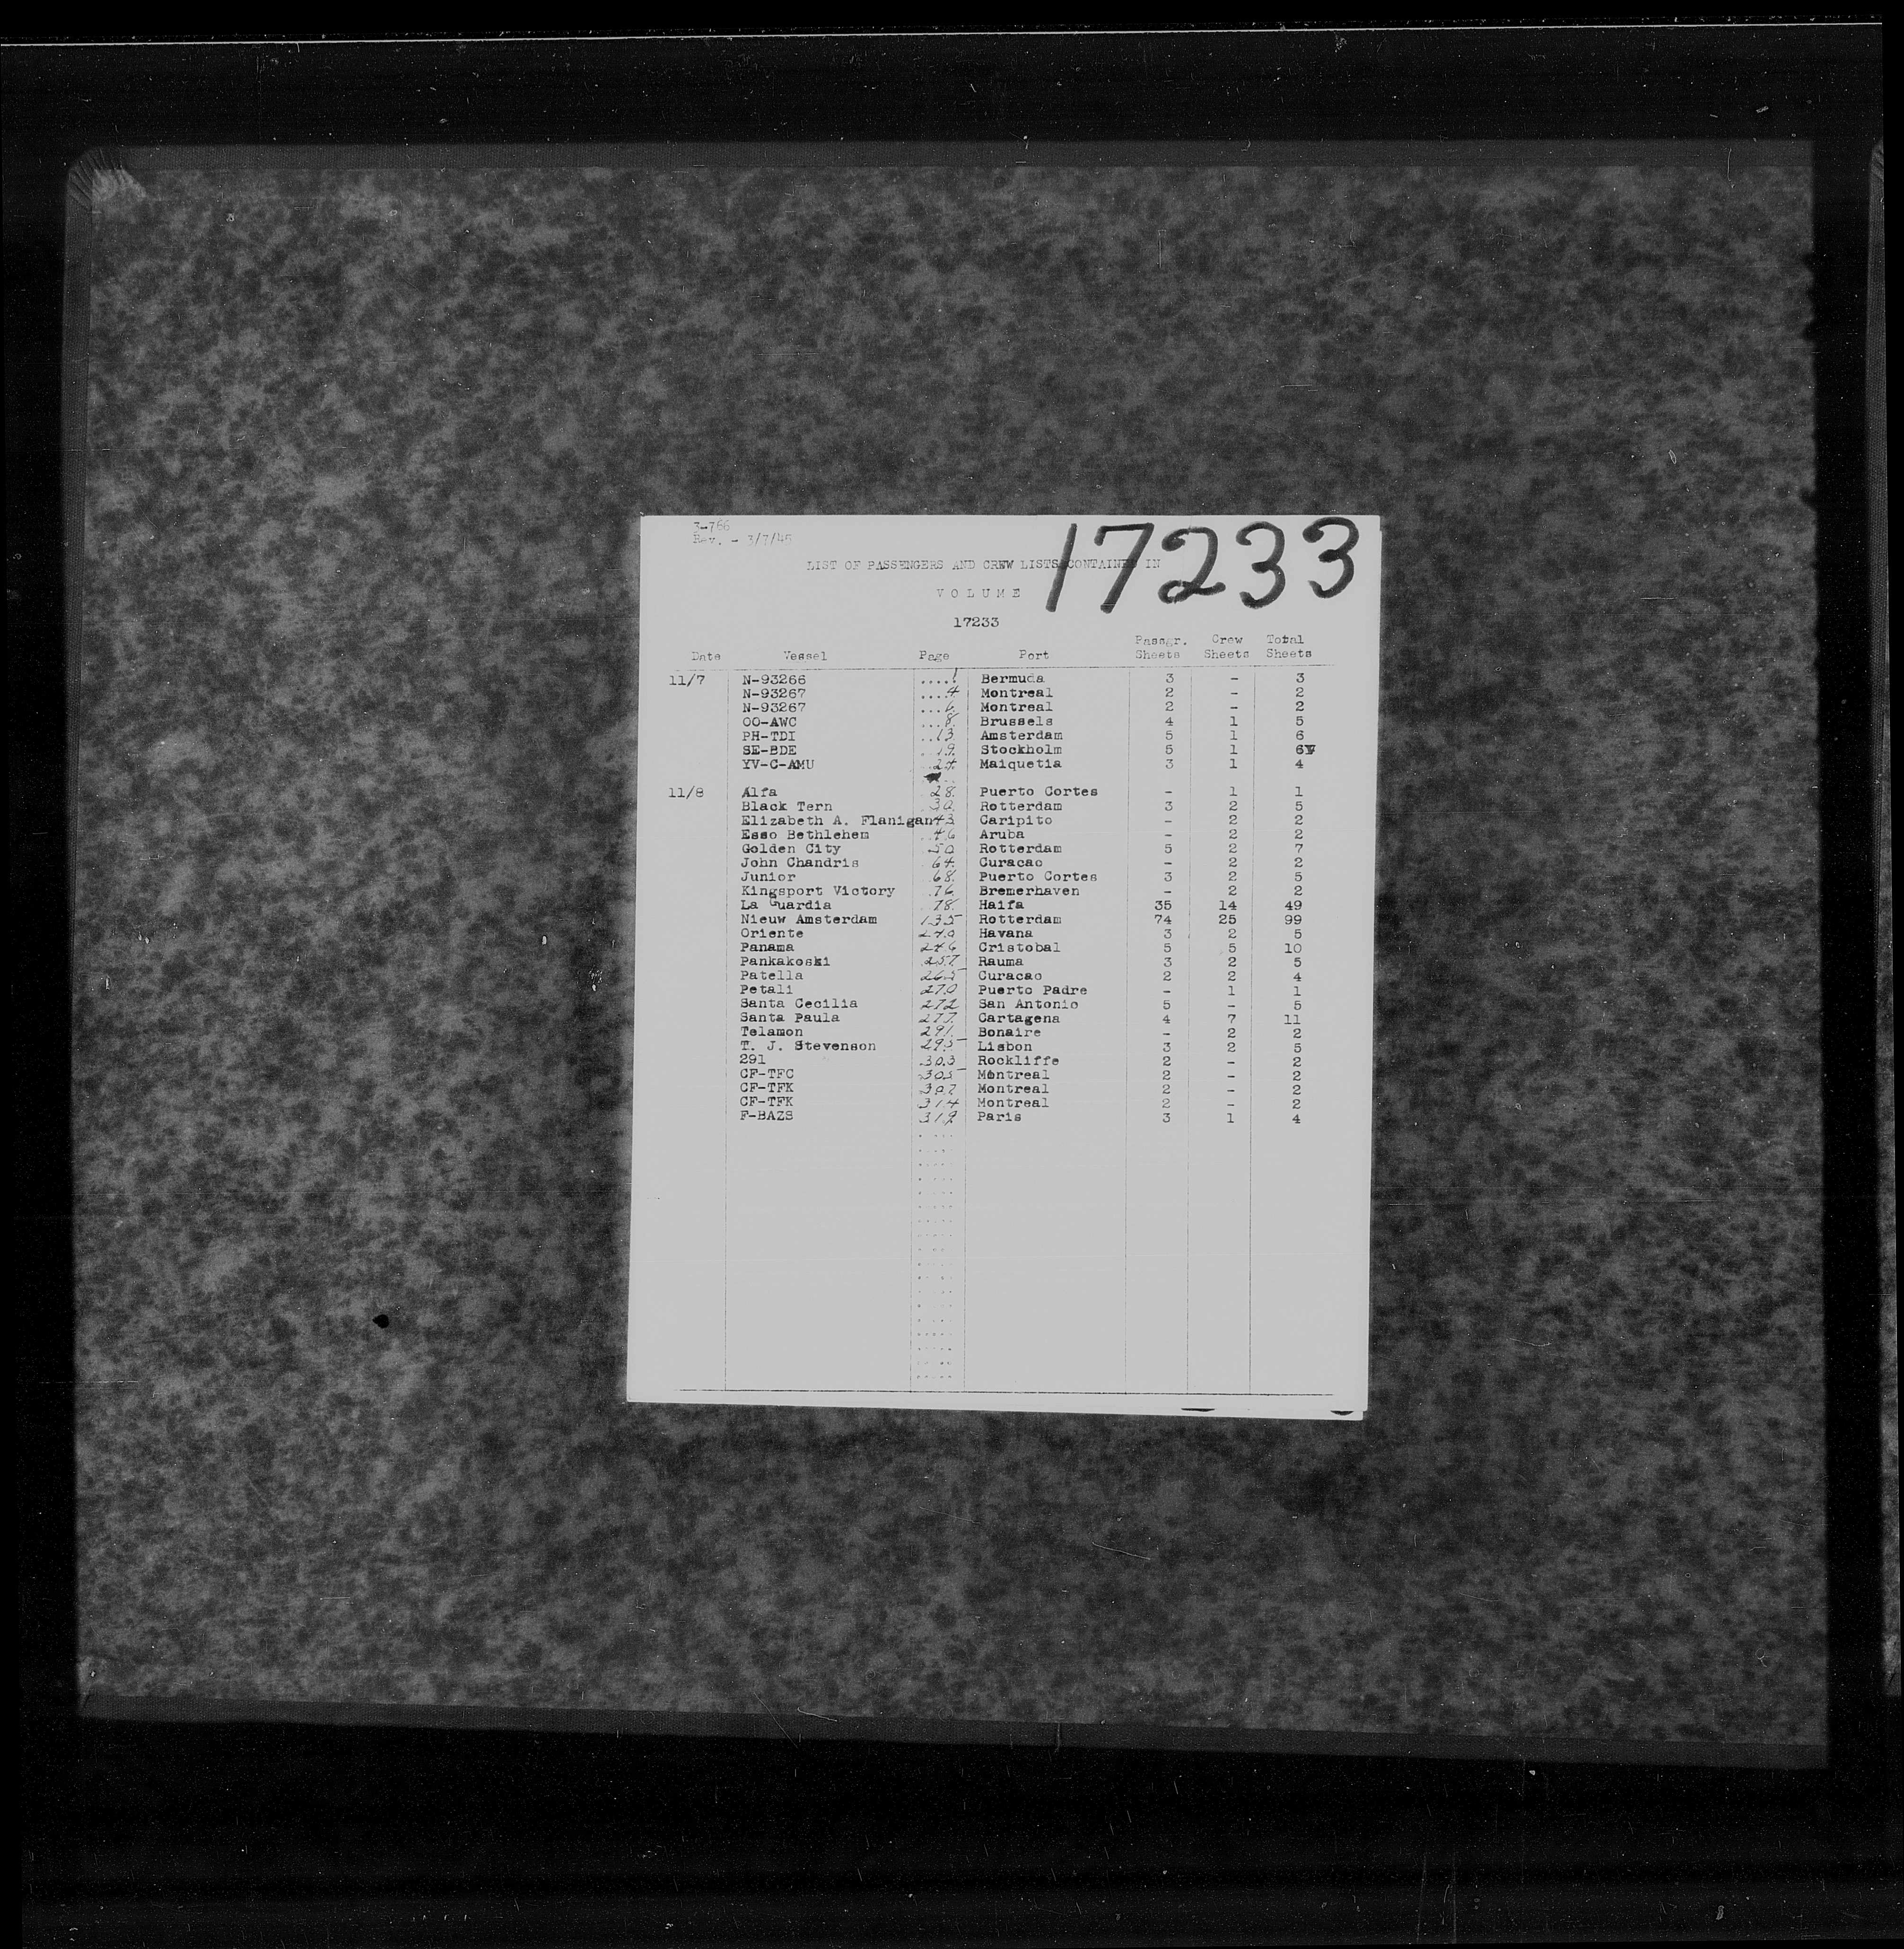 3-766
Rev. - 3/7/45
17233
LIST OF PASSENGERS AND CREW LISTS CONTAINED IN
VOLUME
17233
Date Vessel Page Port Passgr. Sheets Crew Sheets Total Sheets
11/7 N-93266 ....1 Bermuda 3 - 3
N-93267 ....4 Montreal 2 - 2
N-93267 ...6 Montreal 2 - 2
OO-AWC ...8 Brussels 4 1 5
PH-TDI ..13 Amsterdam 5 1 6
SE-BDE ..19 Stockholm 5 1 6
YV-C-AMU ..24 Maiquetia 3 1 4
11/8 Alfa 28 Puerto Cortes - 1 1
Black Tern 30 Rotterdam 3 2 5
Elizabeth A. Flanigan 43 Caripito - 2 2
Esso Bethlehem 46 Aruba - 2 2
Golden City 50 Rotterdam 5 2 7
John Chandris 64 Curacao - 2 2
Junior 68 Puerto Cortes 3 2 5
Kingsport Victory 76 Bremerhaven - 2 2
La Guardia 78 Haifa 35 14 49
Nieuw Amsterdam 135 Rotterdam 74 25 99
Oriente 240 Havana 3 2 5
Panama 246 Cristobal 5 5 10
Pankakoski 257 Rauma 3 2 5
Patella 265 Curacao 2 2 4
Petali 270 Puerto Padre - 1 1
Santa Cecilia 272 San Antonio 5 - 5
Santa Paula 277 Cartagena 4 7 11
Telamon 291 Bonaire - 2 2
T. J. Stevenson 295 Lisbon 3 2 5
291 303 Rockliffe 2 - 2
CF-TFC 305 Montreal 2 - 2
CF-TFK 307 Montreal 2 - 2
CF-TFK 314 Montreal 2 - 2
F-BAZS 319 Paris 3 1 4